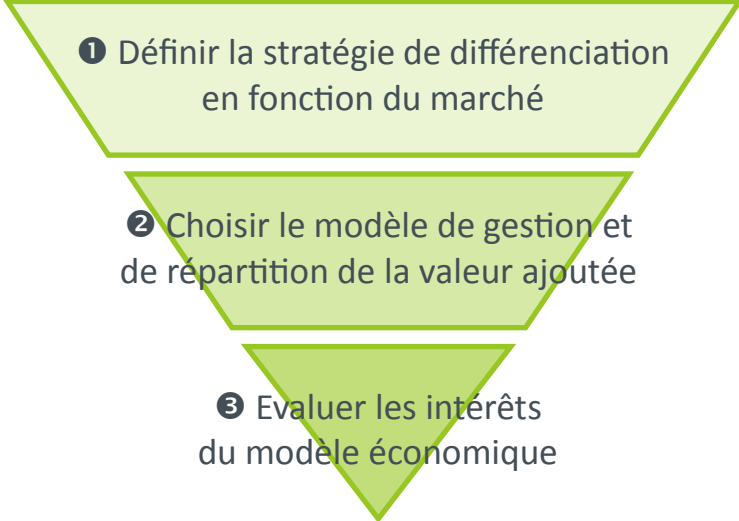 ❶ Définir la stratégie de différenciation
en fonction du marché
❷ Choisir le modèle de gestion et
de répartition de la valeur ajoutée
❸ Evaluer les intérêts
du modèle économique